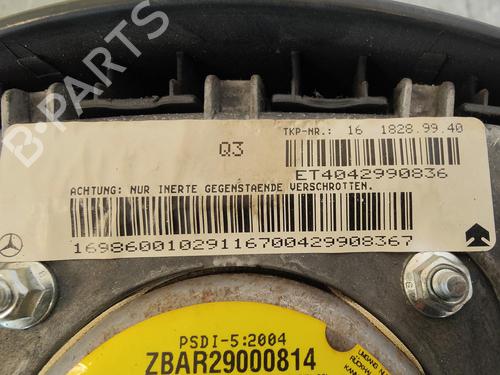 B-PARTS
TKP-NR.: 16 1828.99.40
Q3
ET4042990836
ACHTUNG: NUR INERTE GEGENSTAENDE VERSCHROTTEN.
16986001029116700429908367
PSDI-5:2004
ZBAR29000814